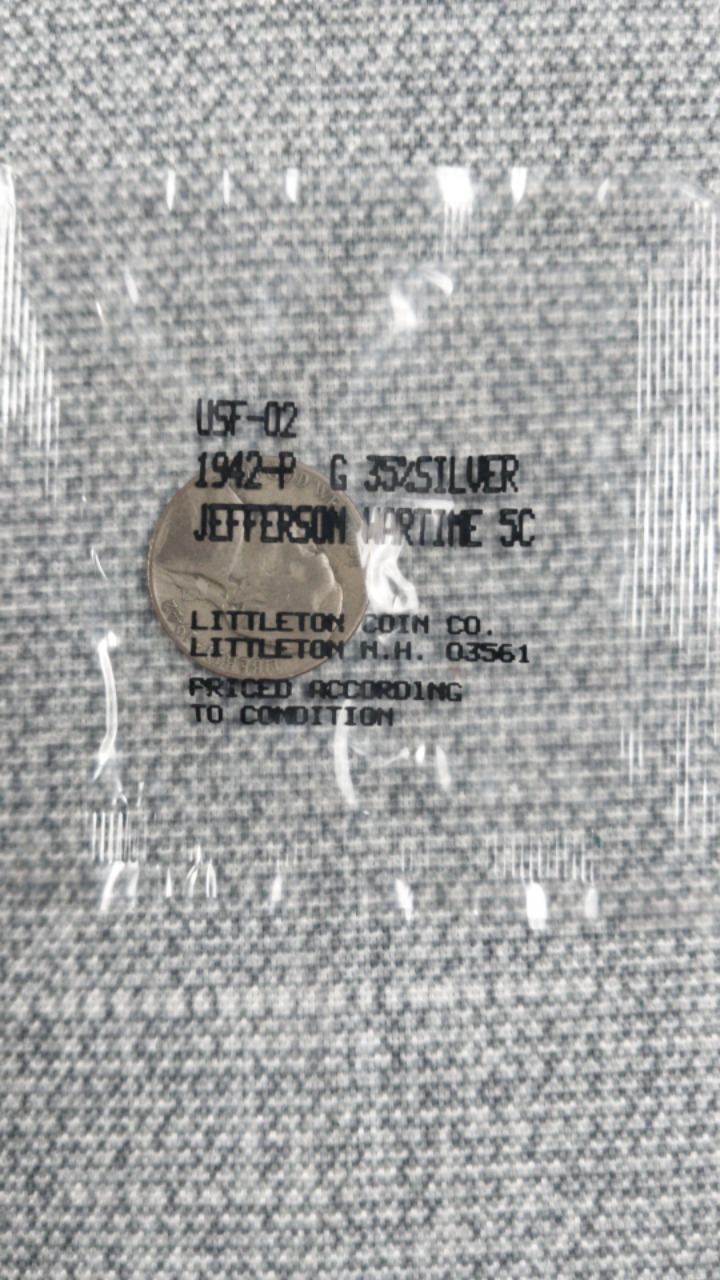 USF-02
1942-P G 35%SILVER
JEFFERSON WARTIME 5C
LITTLETON COIN CO.
LITTLETON N.H. 03561
PRICED ACCORDING
TO CONDITION